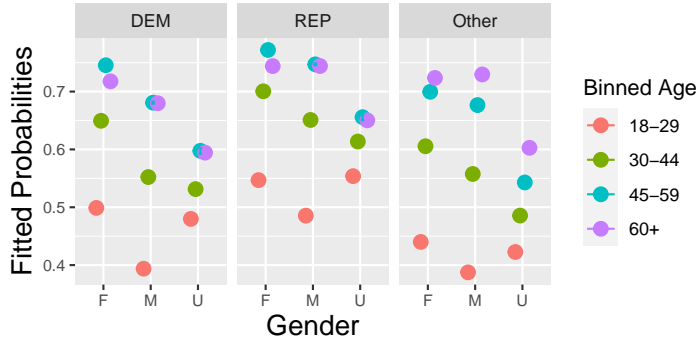 DEM REP Other
Fitted Probabilities
0.7
0.6
0.5
0.4
F M U F M U F M U
Gender
Binned Age
18–29
30–44
45–59
60+